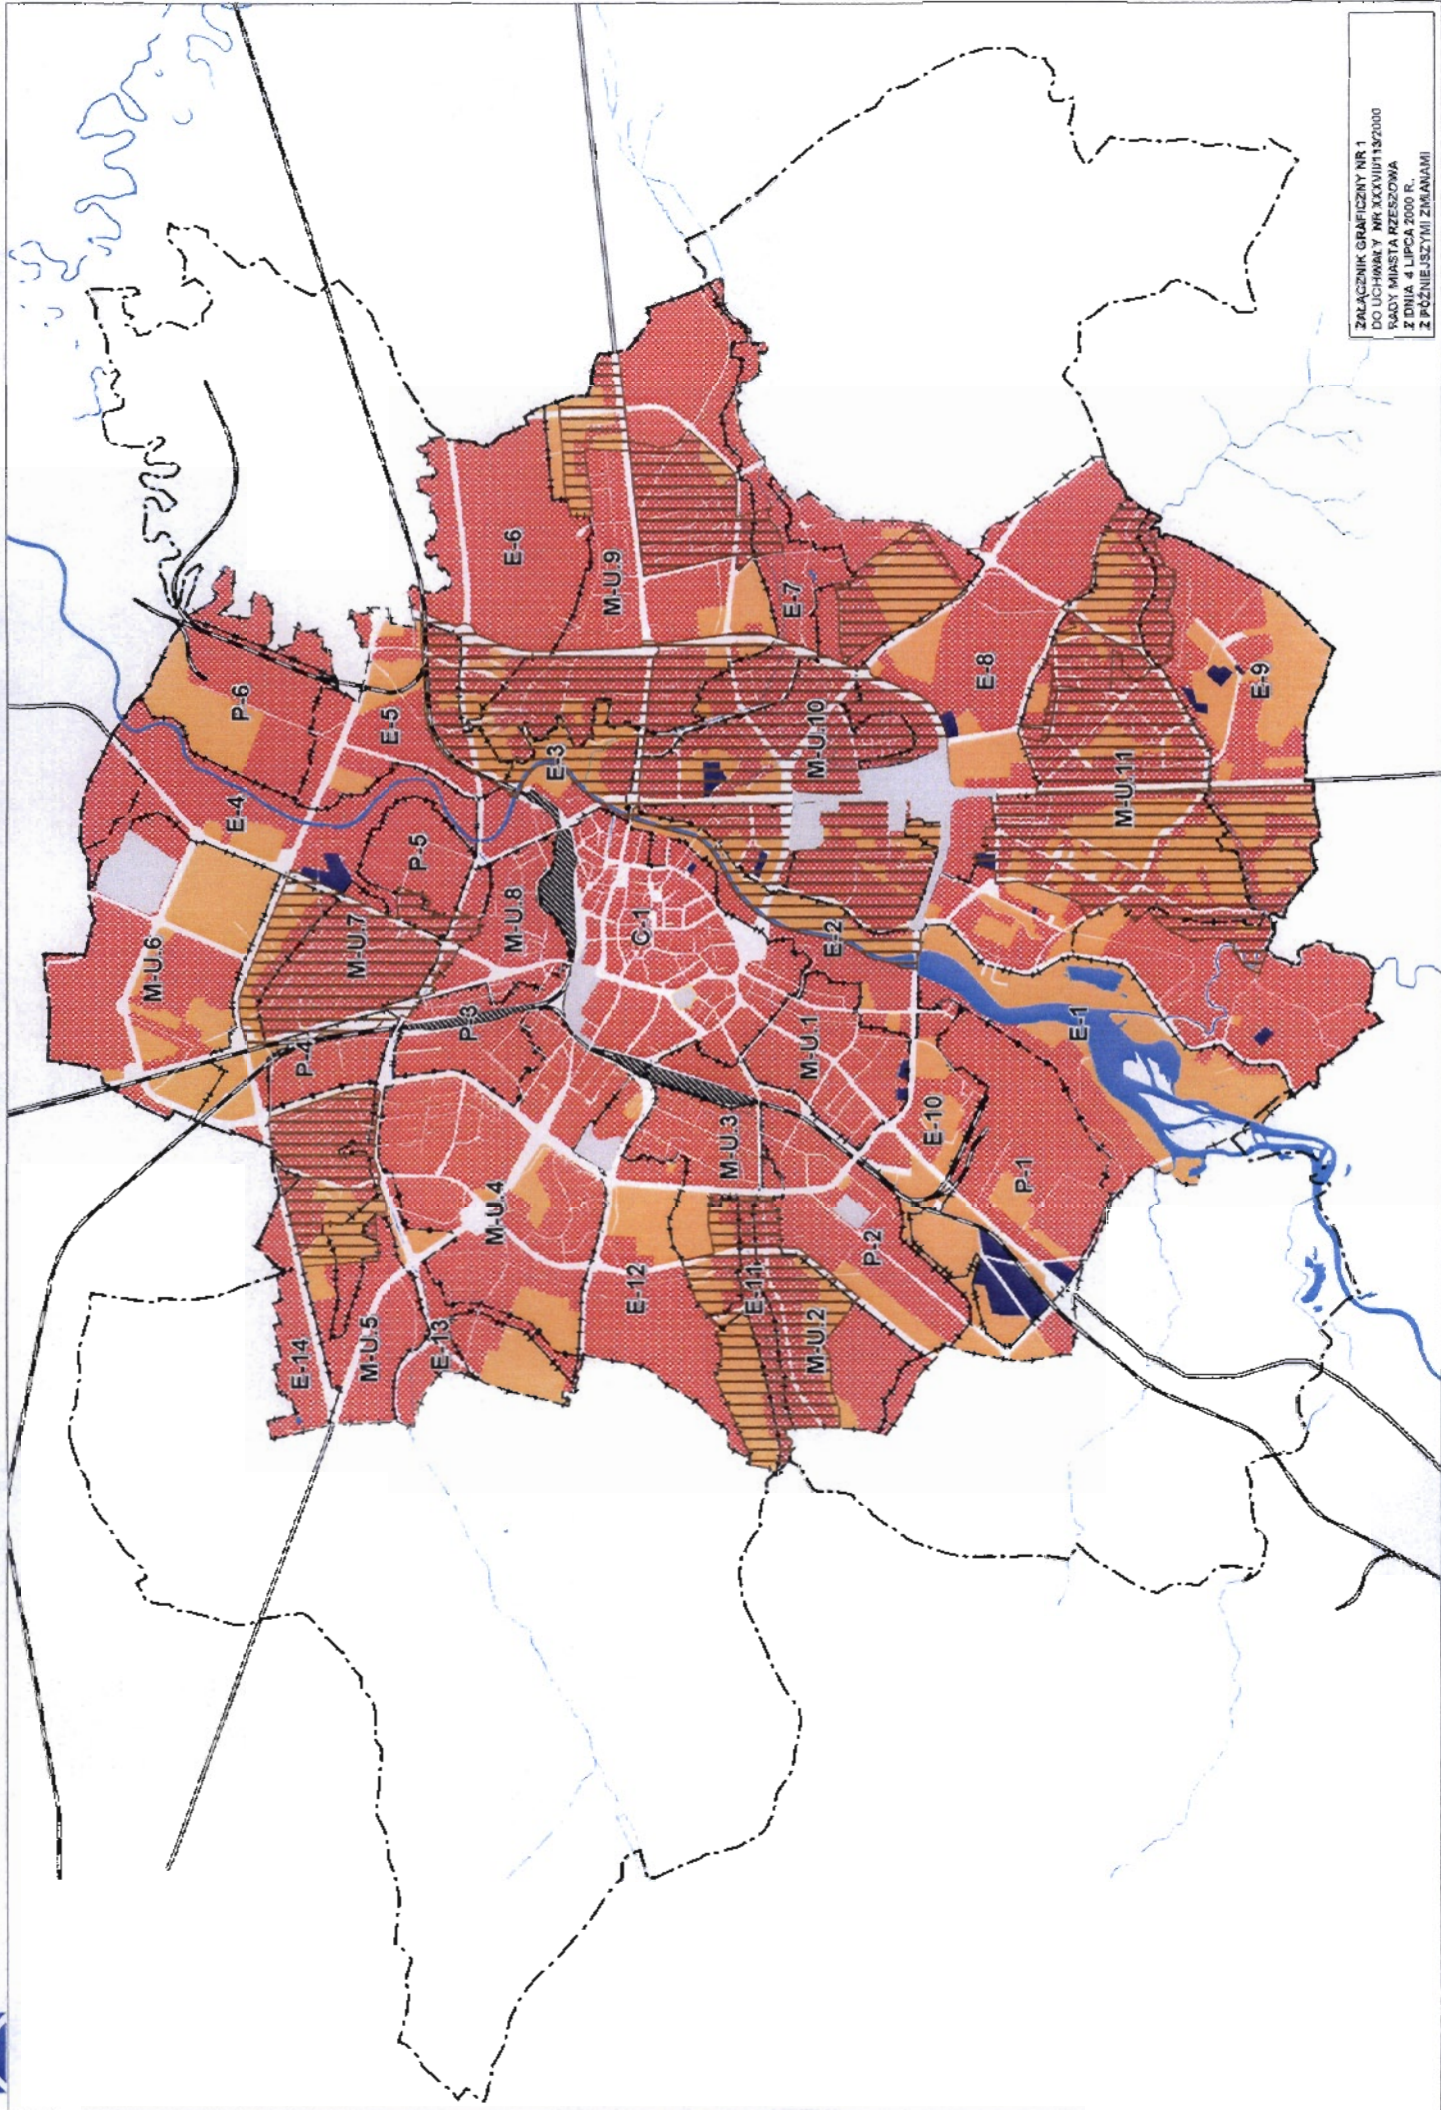 ZAŁĄCZNIK GRAFICZNY NR 1
DO UCHWAŁY NR XXXVII/113/2000
RADY MIASTA RZESZOWA
Z DNIA 4 LIPCA 2000 R.
Z PÓŹNIEJSZYMI ZMIANAMI
E-14
M-U.5
E-13
M-U.4
E-12
E-11
M-U.2
P-2
P-1
E-10
M-U.3
M-U.1
P-4
P-3
M-U.6
M-U.7
M-U.8
C-1
E-2
E-1
E-4
P-5
E-3
M-U.10
M-U.11
P-6
E-5
E-6
M-U.9
E-7
E-8
E-9